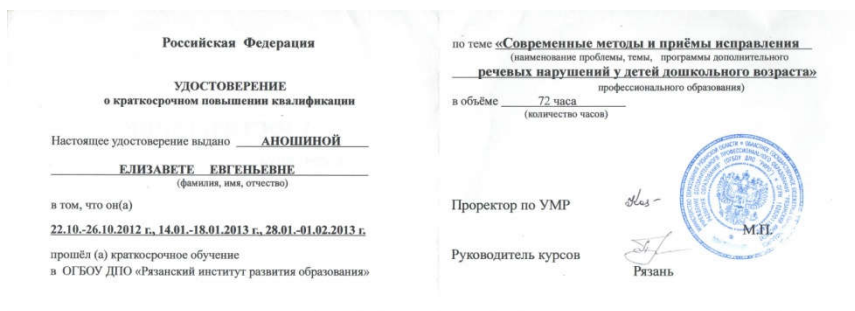 Российская Федерация
УДОСТОВЕРЕНИЕ
о краткосрочном повышении квалификации
Настоящее удостоверение выдано АНОШИНОЙ
ЕЛИЗАВЕТЕ ЕВГЕНЬЕВНЕ
(фамилия, имя, отчество)
в том, что он(а)
22.10.-26.10.2012 г., 14.01.-18.01.2013 г., 28.01.-01.02.2013 г.
прошёл (а) краткосрочное обучение
в ОГБОУ ДПО «Рязанский институт развития образования»
по теме «Современные методы и приёмы исправления
(наименование проблемы, темы, программы дополнительного
речевых нарушений у детей дошкольного возраста»
профессионального образования)
в объёме 72 часа
(количество часов)
Проректор по УМР
М.П.
Руководитель курсов
Рязань